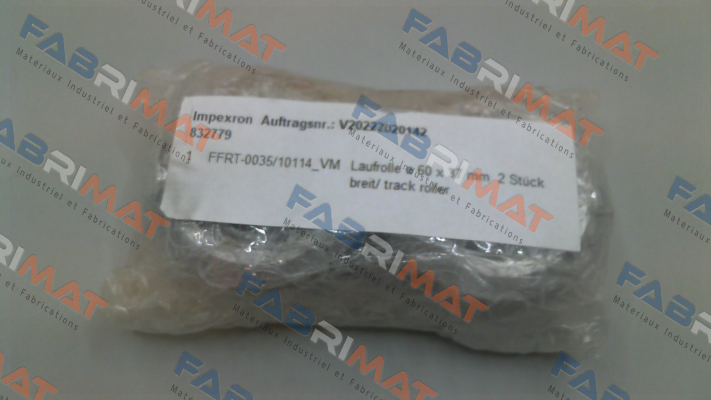 Impexron Auftragsnr.: V20222020142
832779
1 FFRT-0035/10114_VM Laufrolle ø 60 x 37 mm 2 Stück
breit/ track roller
FABRIMAT
Matériaux Industriel et Fabrications